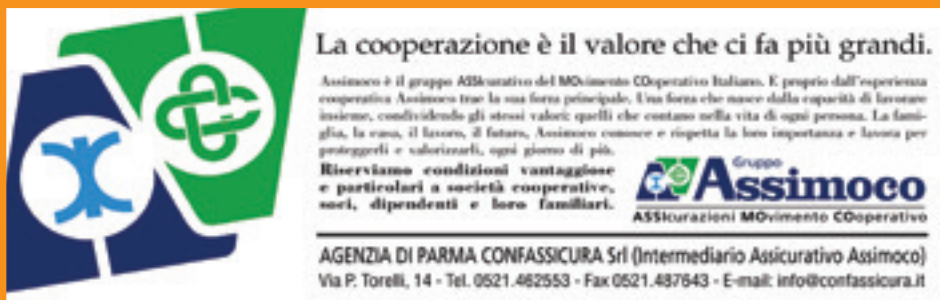 La cooperazione è il valore che ci fa più grandi.
Assimoco è il gruppo ASSIcurativo del MOvimento COoperativo Italiano. E proprio dall'esperienza
cooperativa Assimoco trae la sua forza principale. Una forza che nasce dalla capacità di lavorare
insieme, condividendo gli stessi valori: quelli che contano nella vita di ogni persona. La fami-
glia, la casa, il lavoro, il futuro, Assimoco conosce e rispetta la loro importanza e lavora per
proteggerli e valorizzarli, ogni giorno di più.
Riserviamo condizioni vantaggiose
e particolari a società cooperative,
soci, dipendenti e loro familiari.
Gruppo
Assimoco
ASSIcurazioni MOvimento COoperativo
AGENZIA DI PARMA CONFASSICURA Srl (Intermediario Assicurativo Assimoco)
Via P. Torelli, 14 - Tel. 0521.462553 - Fax 0521.487643 - E-mail: info@confassicura.it